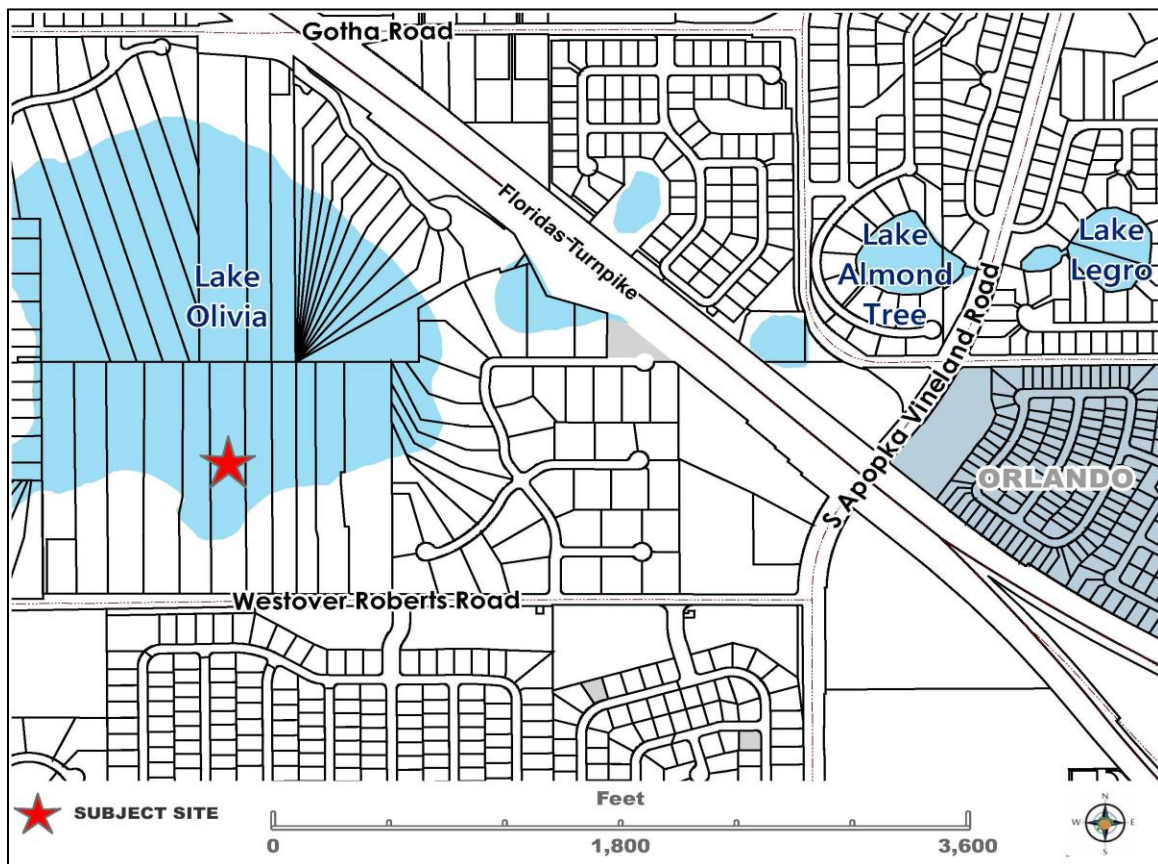 Gotha Road
Floridas Turnpike
Lake
Olivia
Lake
Almond
Tree
Lake
Legro
S Apopka Vineland Road
ORLANDO
Westover Roberts Road
SUBJECT SITE
Feet
0
1,800
3,600
N
W
E
S